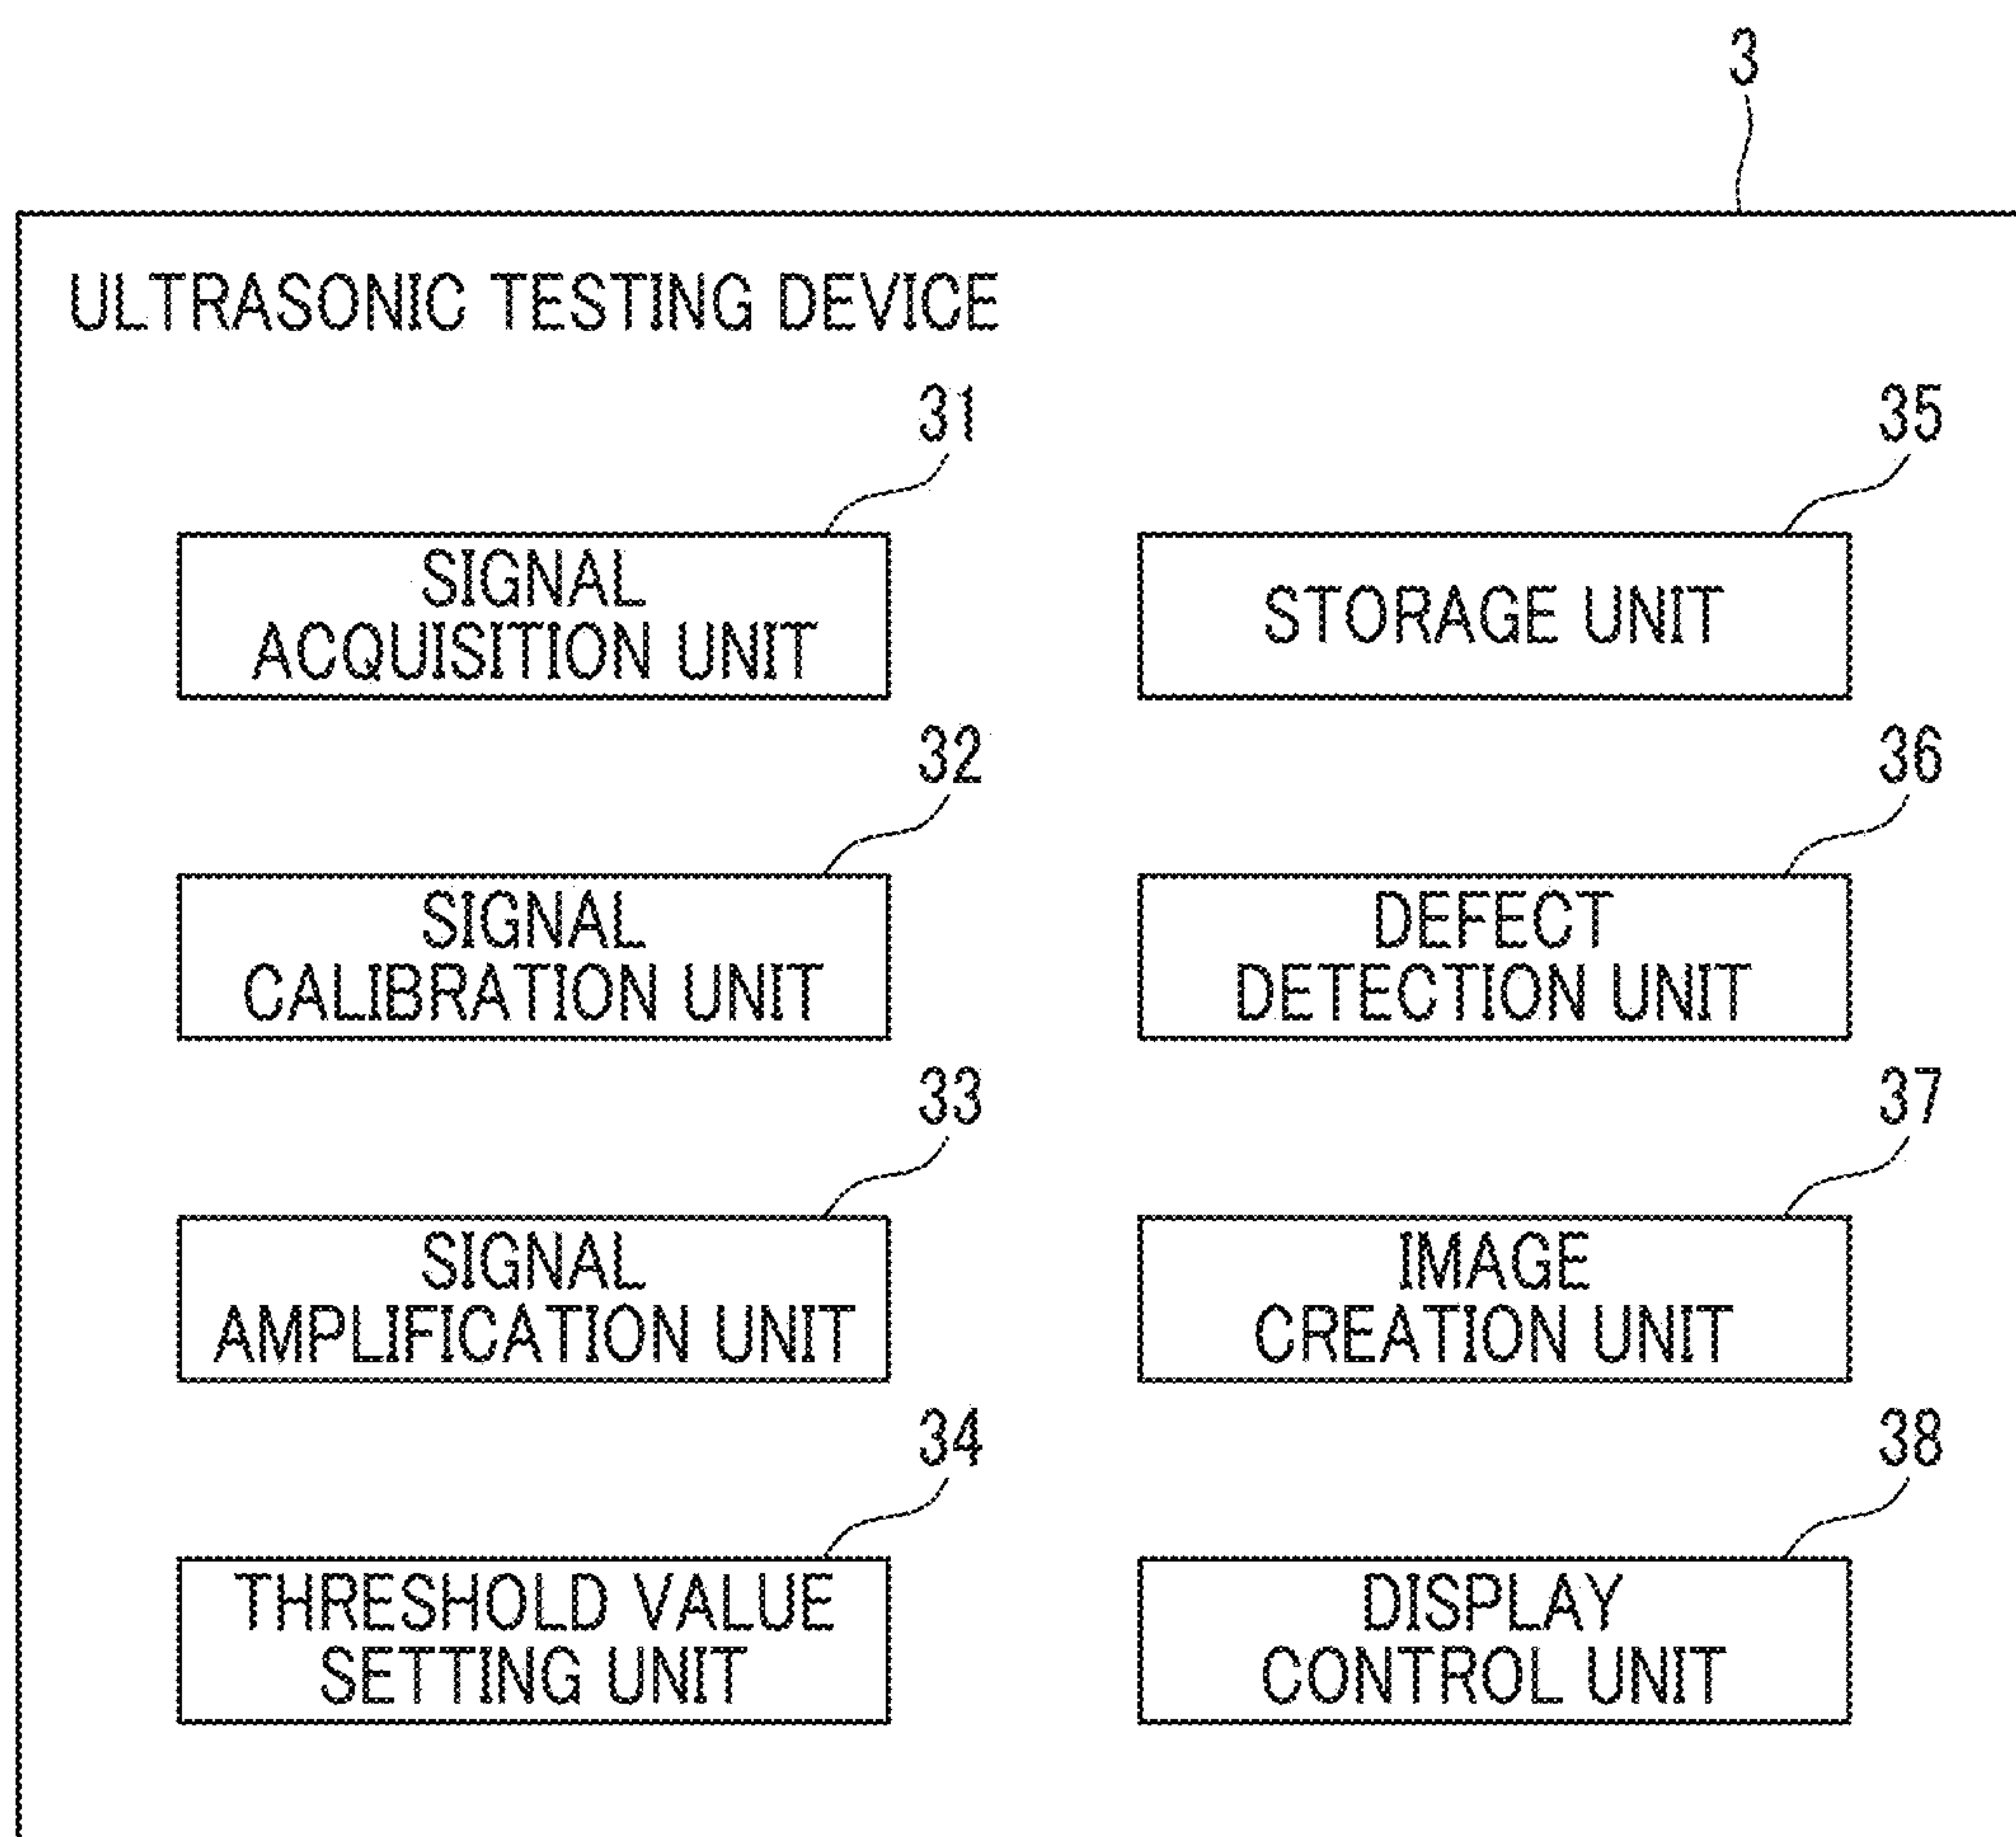 3
ULTRASONIC TESTING DEVICE
31
SIGNAL
ACQUISITION UNIT
32
SIGNAL
CALIBRATION UNIT
33
SIGNAL
AMPLIFICATION UNIT
34
THRESHOLD VALUE
SETTING UNIT
35
STORAGE UNIT
36
DEFECT
DETECTION UNIT
37
IMAGE
CREATION UNIT
38
DISPLAY
CONTROL UNIT